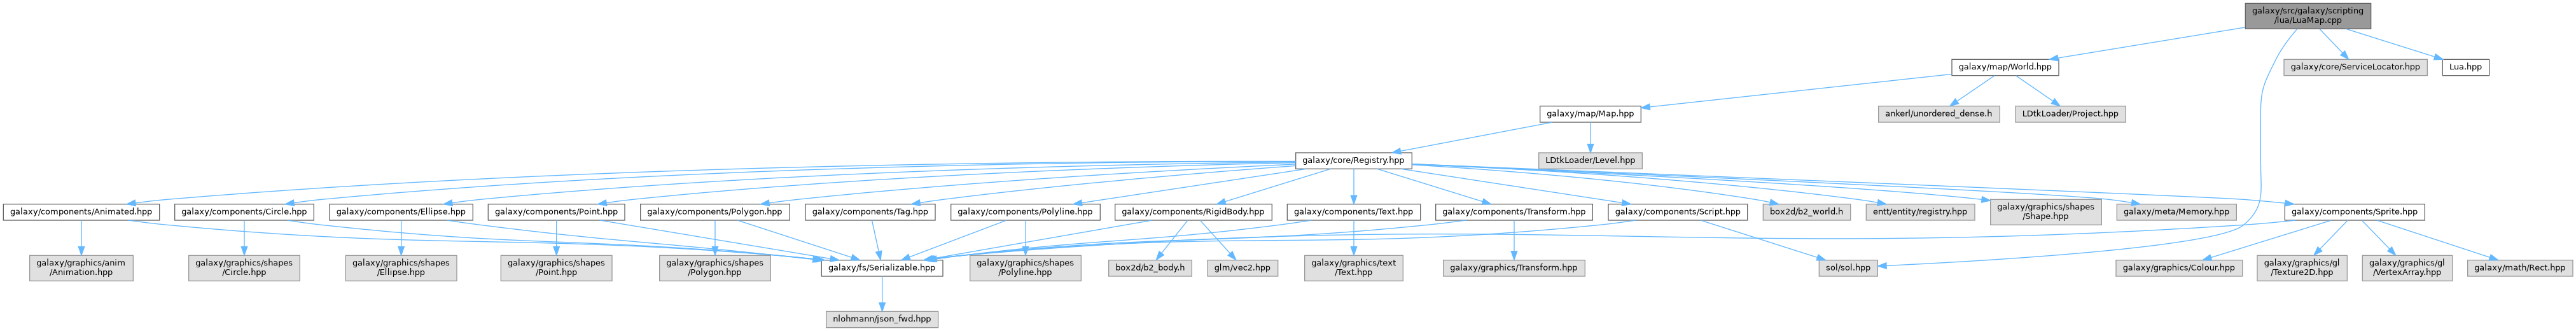 galaxy/src/galaxy/scripting
/lua/LuaMap.cpp
galaxy/map/World.hpp
galaxy/core/ServiceLocator.hpp
Lua.hpp
galaxy/map/Map.hpp
ankerl/unordered_dense.h
LDtkLoader/Project.hpp
galaxy/core/Registry.hpp
LDtkLoader/Level.hpp
galaxy/components/Animated.hpp
galaxy/components/Circle.hpp
galaxy/components/Ellipse.hpp
galaxy/components/Point.hpp
galaxy/components/Polygon.hpp
galaxy/components/Tag.hpp
galaxy/components/Polyline.hpp
galaxy/components/RigidBody.hpp
galaxy/components/Text.hpp
galaxy/components/Transform.hpp
galaxy/components/Script.hpp
box2d/b2_world.h
entt/entity/registry.hpp
galaxy/graphics/shapes
/Shape.hpp
galaxy/meta/Memory.hpp
galaxy/components/Sprite.hpp
galaxy/graphics/anim
/Animation.hpp
galaxy/graphics/shapes
/Circle.hpp
galaxy/graphics/shapes
/Ellipse.hpp
galaxy/graphics/shapes
/Point.hpp
galaxy/graphics/shapes
/Polygon.hpp
galaxy/fs/Serializable.hpp
galaxy/graphics/shapes
/Polyline.hpp
box2d/b2_body.h
glm/vec2.hpp
galaxy/graphics/text
/Text.hpp
galaxy/graphics/Transform.hpp
sol/sol.hpp
galaxy/graphics/Colour.hpp
galaxy/graphics/gl
/Texture2D.hpp
galaxy/graphics/gl
/VertexArray.hpp
galaxy/math/Rect.hpp
nlohmann/json_fwd.hpp